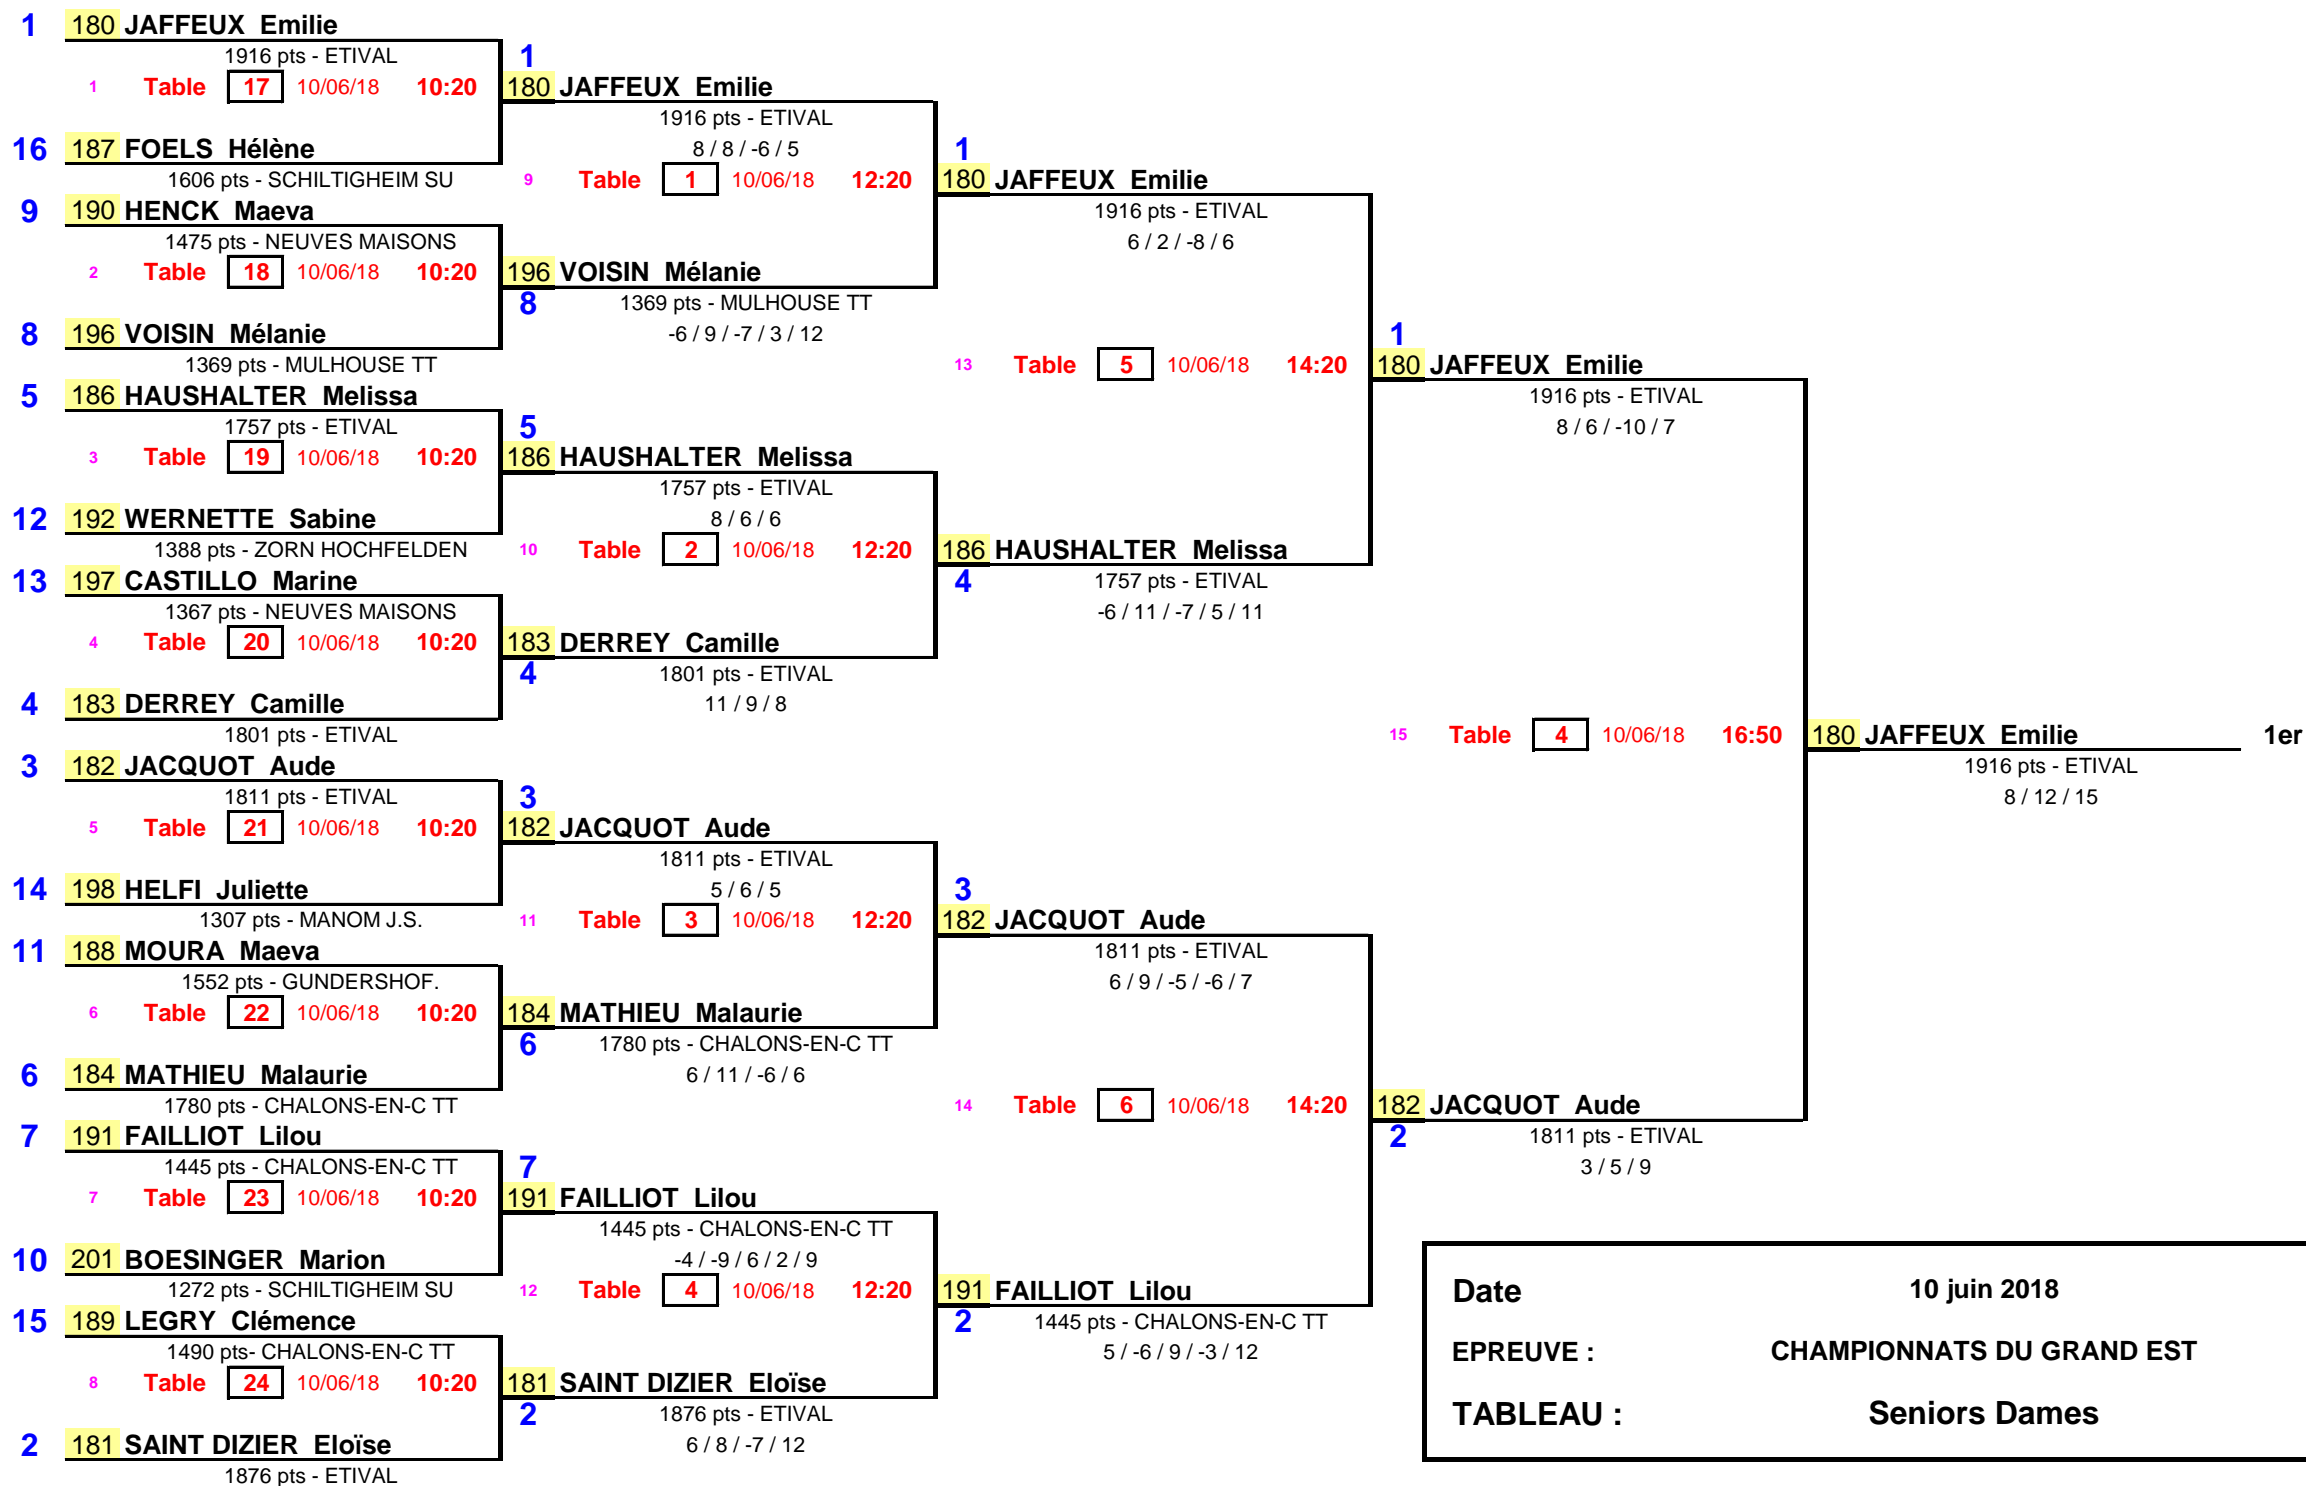 1 180 JAFFEUX Emilie
1916 pts - ETIVAL
1 Table 17 10/06/18 10:20
16 187 FOELS Hélène
1606 pts - SCHILTIGHEIM SU
9 190 HENCK Maeva
1475 pts - NEUVES MAISONS
2 Table 18 10/06/18 10:20
8 196 VOISIN Mélanie
1369 pts - MULHOUSE TT
5 186 HAUSHALTER Melissa
1757 pts - ETIVAL
3 Table 19 10/06/18 10:20
12 192 WERNETTE Sabine
1388 pts - ZORN HOCHFELDEN
13 197 CASTILLO Marine
1367 pts - NEUVES MAISONS
4 Table 20 10/06/18 10:20
4 183 DERREY Camille
1801 pts - ETIVAL
3 182 JACQUOT Aude
1811 pts - ETIVAL
5 Table 21 10/06/18 10:20
14 198 HELFI Juliette
1307 pts - MANOM J.S.
11 188 MOURA Maeva
1552 pts - GUNDERSHOF.
6 Table 22 10/06/18 10:20
6 184 MATHIEU Malaurie
1780 pts - CHALONS-EN-C TT
7 191 FAILLIOT Lilou
1445 pts - CHALONS-EN-C TT
7 Table 23 10/06/18 10:20
10 201 BOESINGER Marion
1272 pts - SCHILTIGHEIM SU
15 189 LEGRY Clémence
1490 pts- CHALONS-EN-C TT
8 Table 24 10/06/18 10:20
2 181 SAINT DIZIER Eloïse
1876 pts - ETIVAL
1
180 JAFFEUX Emilie
1916 pts - ETIVAL
8 / 8 / -6 / 5
9 Table 1 10/06/18 12:20
196 VOISIN Mélanie
8 1369 pts - MULHOUSE TT
-6 / 9 / -7 / 3 / 12
5
186 HAUSHALTER Melissa
1757 pts - ETIVAL
8 / 6 / 6
10 Table 2 10/06/18 12:20
183 DERREY Camille
4 1801 pts - ETIVAL
11 / 9 / 8
3
182 JACQUOT Aude
1811 pts - ETIVAL
5 / 6 / 5
11 Table 3 10/06/18 12:20
184 MATHIEU Malaurie
6 1780 pts - CHALONS-EN-C TT
6 / 11 / -6 / 6
7
191 FAILLIOT Lilou
1445 pts - CHALONS-EN-C TT
-4 / -9 / 6 / 2 / 9
12 Table 4 10/06/18 12:20
181 SAINT DIZIER Eloïse
2 1876 pts - ETIVAL
6 / 8 / -7 / 12
1
180 JAFFEUX Emilie
1916 pts - ETIVAL
6 / 2 / -8 / 6
13 Table 5 10/06/18 14:20
186 HAUSHALTER Melissa
4 1757 pts - ETIVAL
-6 / 11 / -7 / 5 / 11
3
182 JACQUOT Aude
1811 pts - ETIVAL
6 / 9 / -5 / -6 / 7
14 Table 6 10/06/18 14:20
191 FAILLIOT Lilou
2 1445 pts - CHALONS-EN-C TT
5 / -6 / 9 / -3 / 12
1
180 JAFFEUX Emilie
1916 pts - ETIVAL
8 / 6 / -10 / 7
15 Table 4 10/06/18 16:50
182 JACQUOT Aude
2 1811 pts - ETIVAL
3 / 5 / 9
180 JAFFEUX Emilie 1er
1916 pts - ETIVAL
8 / 12 / 15
Date 10 juin 2018
EPREUVE : CHAMPIONNATS DU GRAND EST
TABLEAU : Seniors Dames